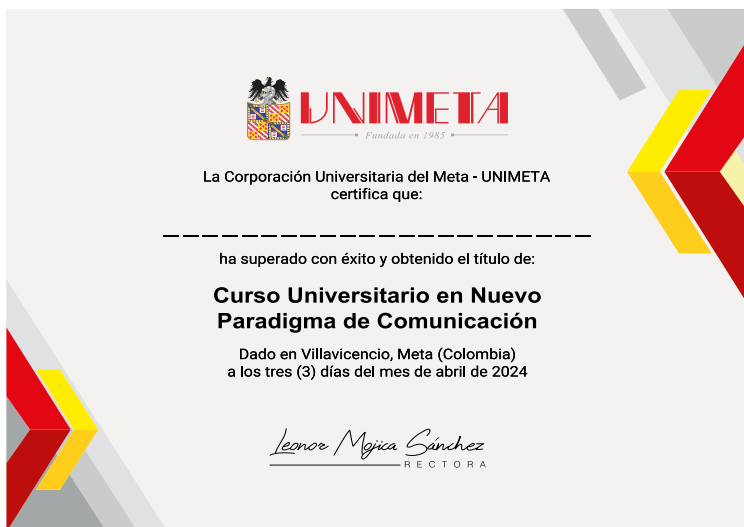 UNIMETA
Fundada en 1985
La Corporación Universitaria del Meta - UNIMETA
certifica que:
ha superado con éxito y obtenido el título de:
Curso Universitario en Nuevo
Paradigma de Comunicación
Dado en Villavicencio, Meta (Colombia)
a los tres (3) días del mes de abril de 2024
Leonor Mojica Sánchez
RECTORA